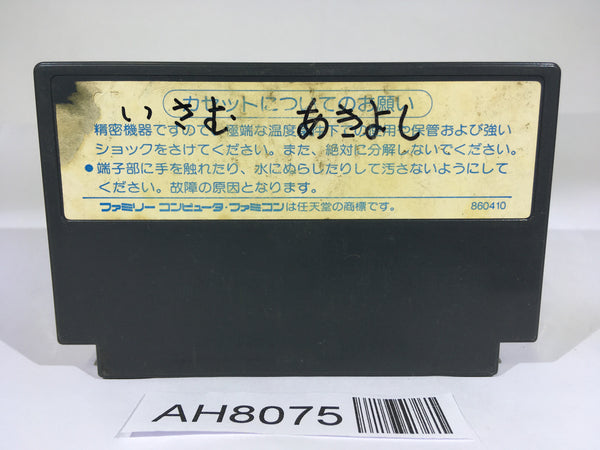 カセットについてのお願い
いさむ あきよし
精密機器ですので、極端な温度条件下での使用や保管および強い
ショックをさけてください。また、絶対に分解しないでください。
●端子部に手を触れたり、水にぬらしたりして汚さないようにして
ください。故障の原因となります。
ファミリー コンピュータ・ファミコンは任天堂の商標です。 860410
AH8075